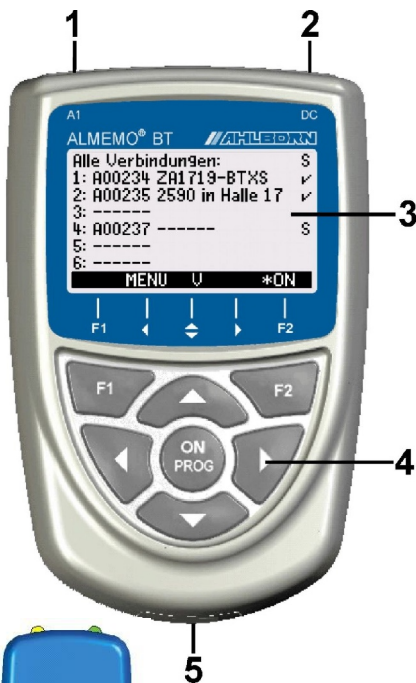 1
2
A1
DC
ALMEMO® BT
AHLBORN
Alle Verbindungen: S
1: A00234 ZA1719-BTXS ✓
2: A00235 2590 in Halle 17 ✓
3: ------
4: A00237 ------ S
5: ------
6: ------
MENU V *ON
3
F1 ◀ ◆ ▶ F2
F1
F2
▲
◀
ON
PROG
▶
4
▼
5